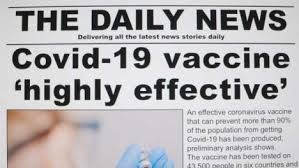 THE DAILY NEWS
Delivering all the latest news stories daily
Covid-19 vaccine
‘highly effective’
An effective coronavirus vaccine
that can prevent more than 90%
of the population from getting
Covid-19 has been produced,
preliminary analysis shows.
The vaccine has been tested on
43,500 people in six countries and